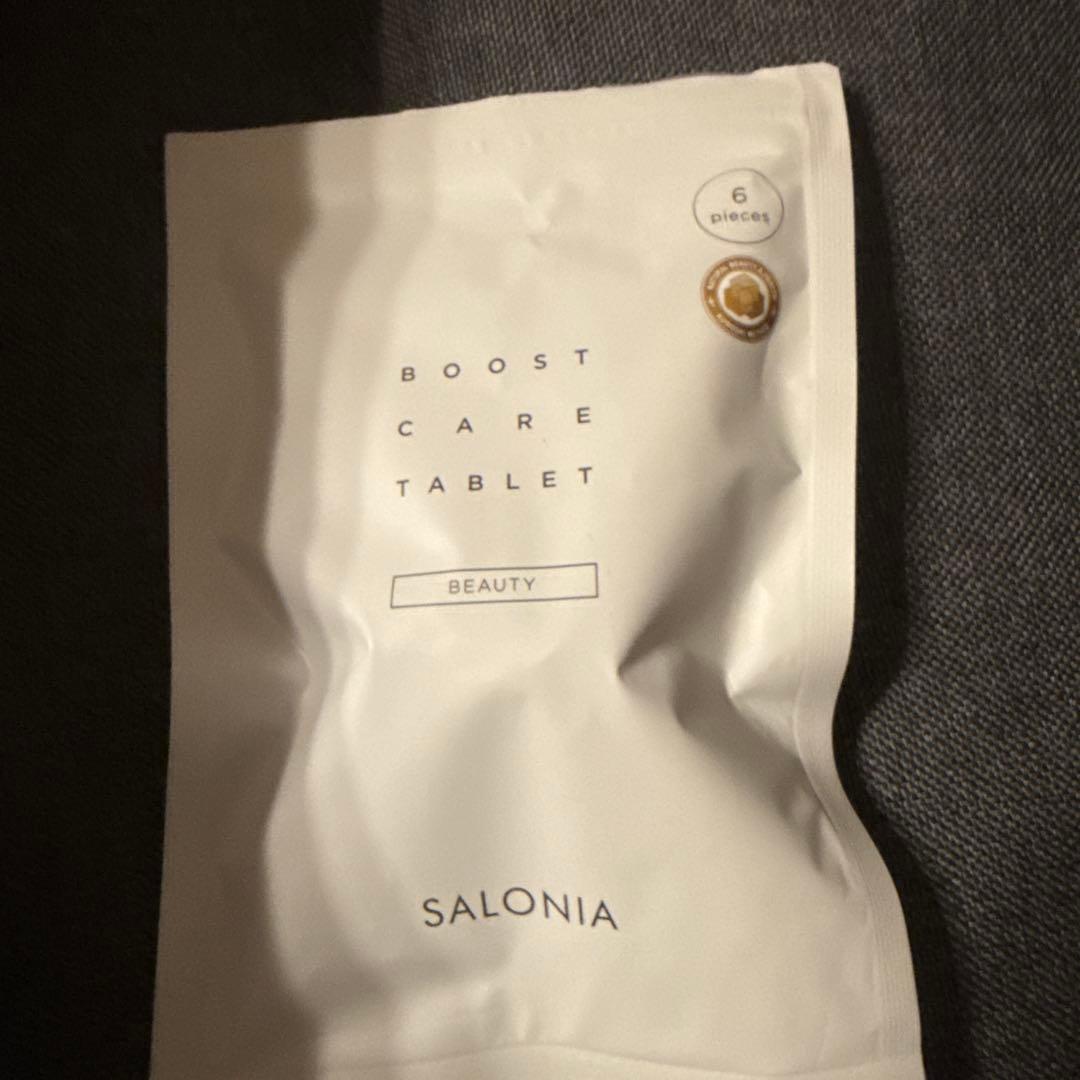 6
pieces
BOOST
CARE
TABLET
BEAUTY
SALONIA